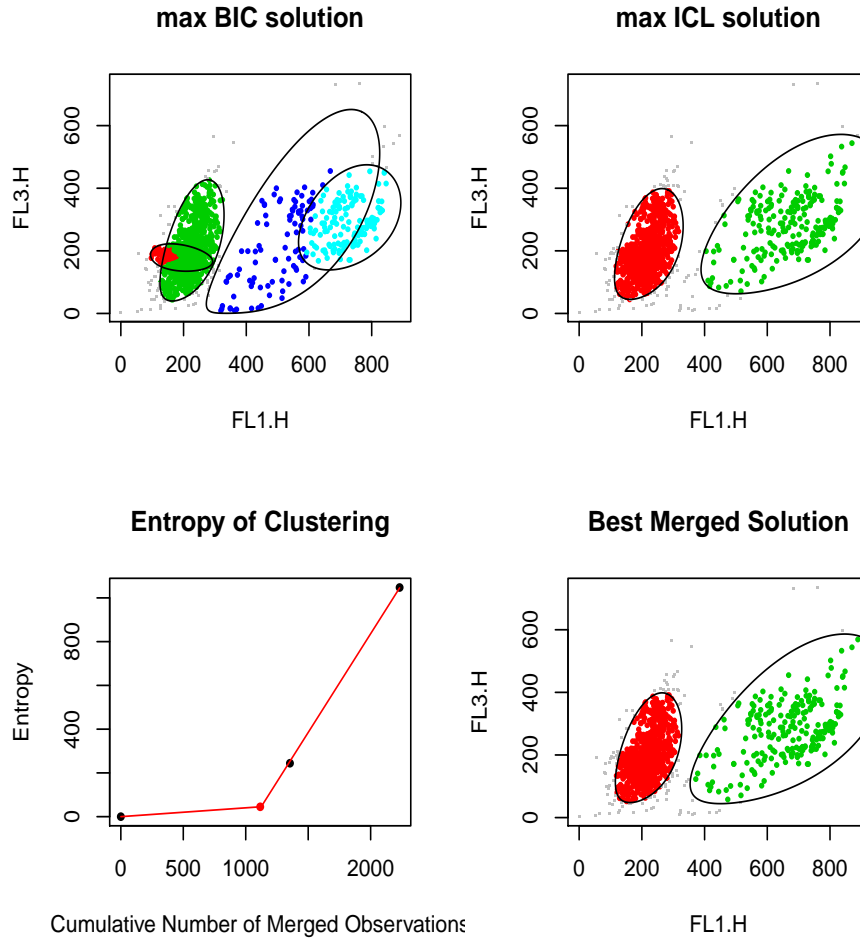 max BIC solution
FL3.H
600
400
200
0
0 200 400 600 800
FL1.H
max ICL solution
FL3.H
600
400
200
0
0 200 400 600 800
FL1.H
Entropy of Clustering
Entropy
800
400
0
0 500 1000 2000
Cumulative Number of Merged Observations
Best Merged Solution
FL3.H
600
400
200
0
0 200 400 600 800
FL1.H